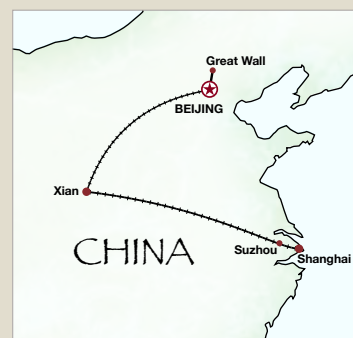 Great Wall
BEIJING
Xian
CHINA
Suzhou
Shanghai